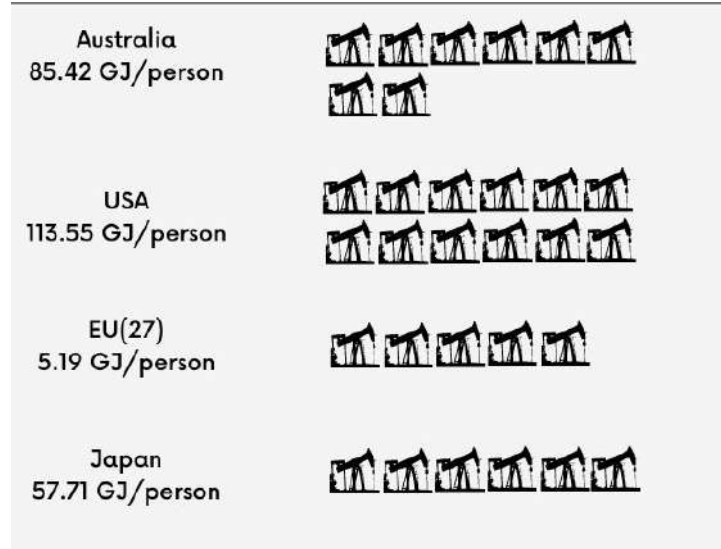 Australia
85.42 GJ/person
USA
113.55 GJ/person
EU(27)
5.19 GJ/person
Japan
57.71 GJ/person